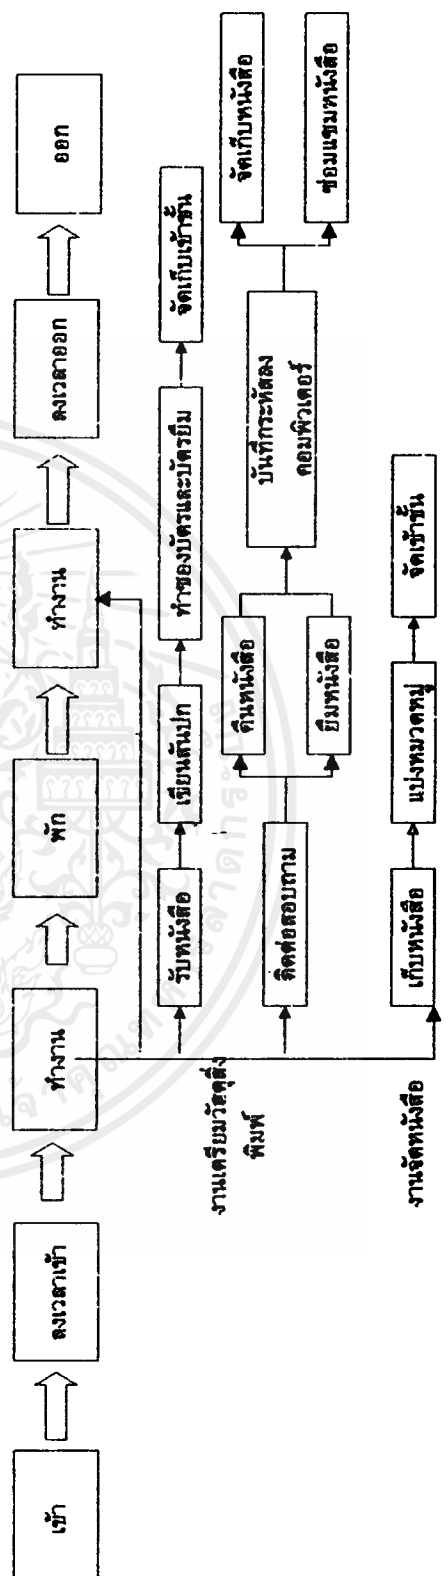 เข้า
ลงเวลาเข้า
ทำงาน
พัก
ทำงาน
ลงเวลาออก
ออก
งานเตรียมวัสดุสิ่ง
พิมพ์
รับหนังสือ
เขียนสันปก
ทำซองบัตรและบัตรยืม
จัดเก็บเข้าชั้น
ติดต่อสอบถาม
คืนหนังสือ
ยืมหนังสือ
บันทึกรหัสลง
คอมพิวเตอร์
จัดเก็บหนังสือ
ซ่อมแซมหนังสือ
งานจัดหนังสือ
เก็บหนังสือ
แบ่งหมวดหมู่
จัดเข้าชั้น